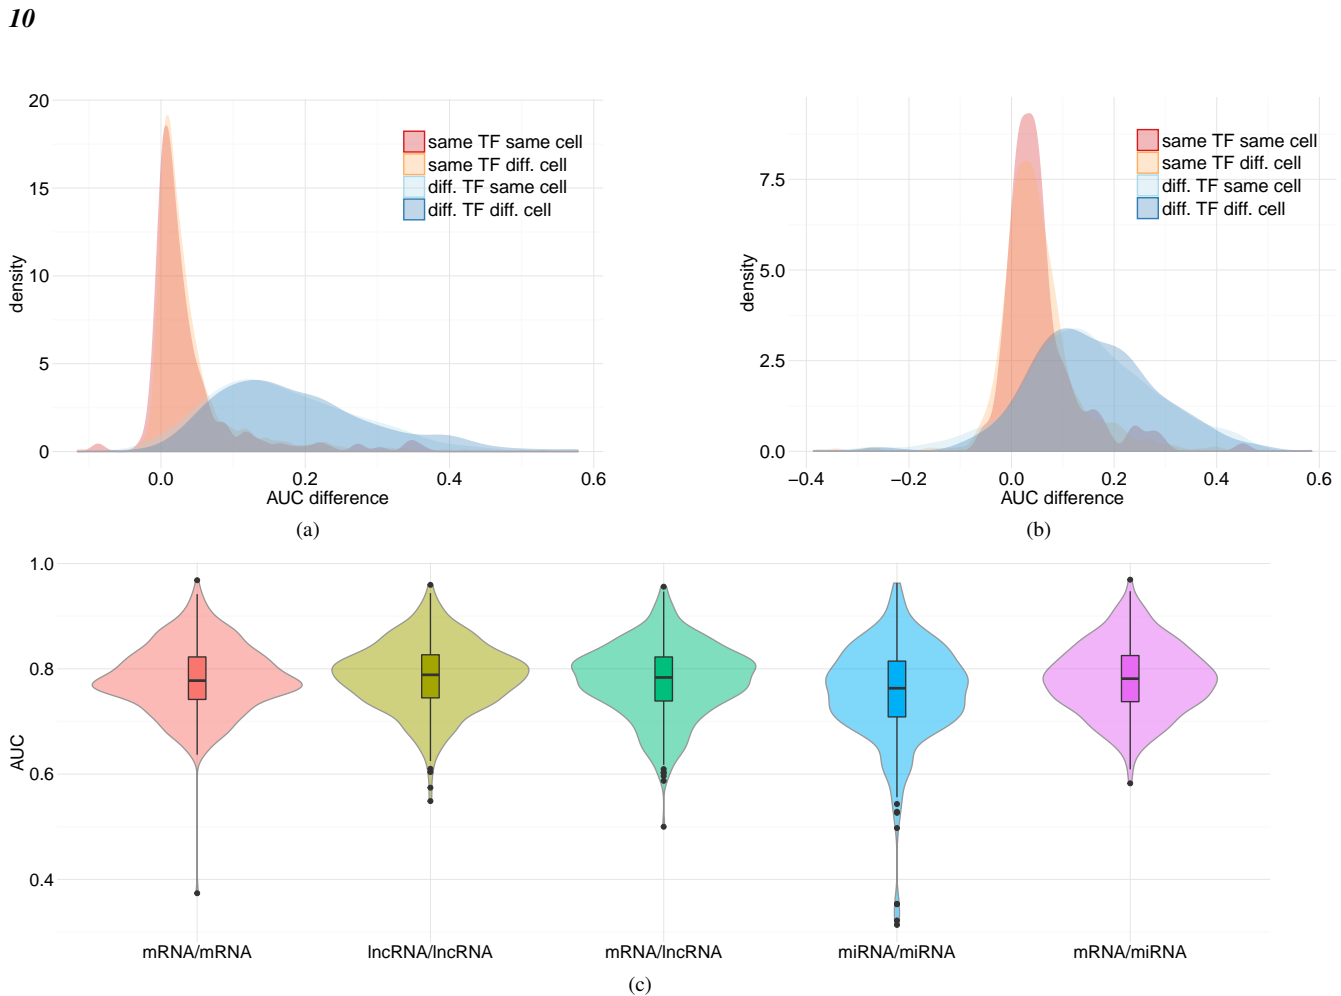 10
20
15
10
5
0
density
same TF same cell
same TF diff. cell
diff. TF same cell
diff. TF diff. cell
0.0 0.2 0.4 0.6
AUC difference
(a)
7.5
5.0
2.5
0.0
density
same TF same cell
same TF diff. cell
diff. TF same cell
diff. TF diff. cell
−0.4 −0.2 0.0 0.2 0.4 0.6
AUC difference
(b)
1.0
0.8
0.6
0.4
AUC
mRNA/mRNA lncRNA/lncRNA mRNA/lncRNA miRNA/miRNA mRNA/miRNA
(c)